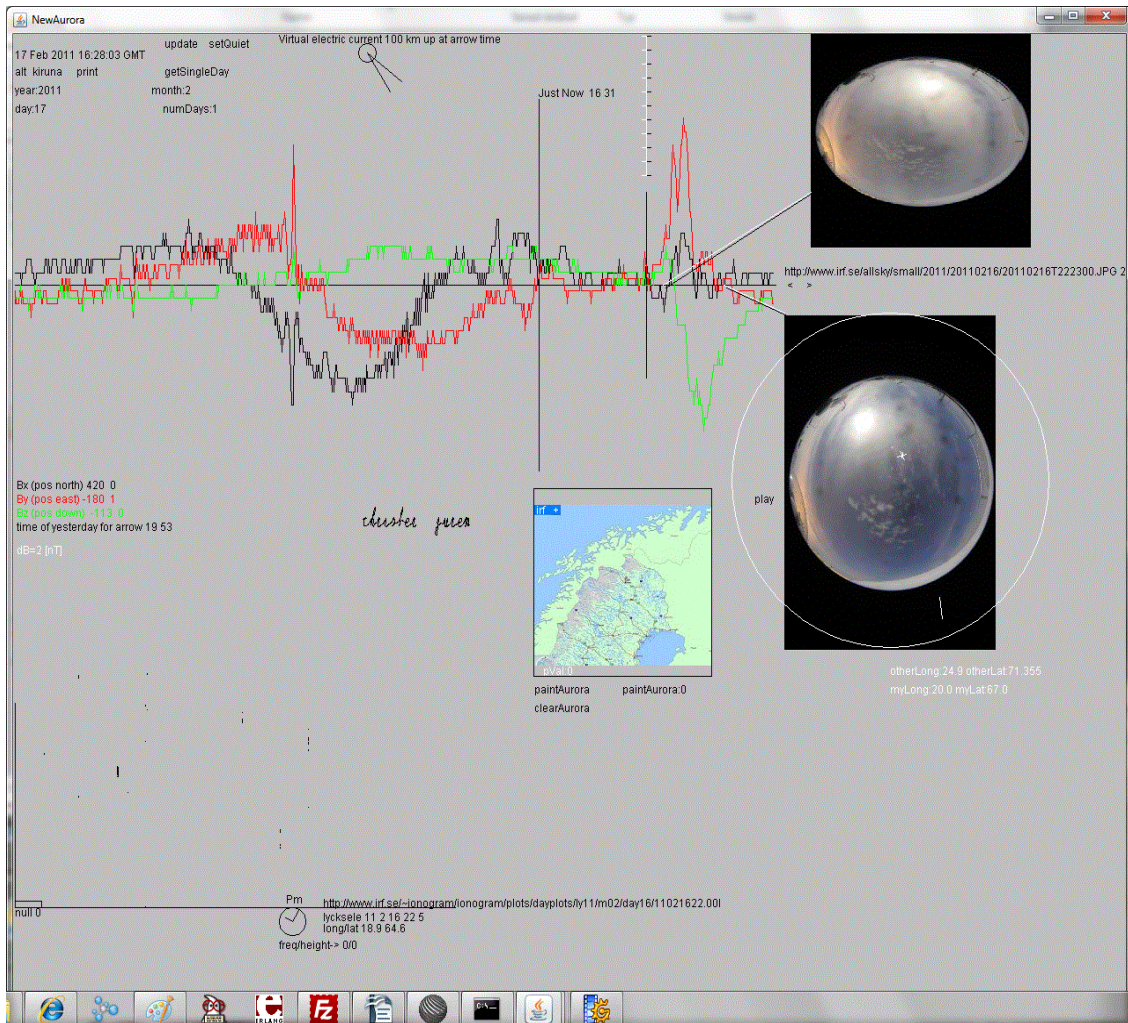 NewAurora
update setQuiet
Virtual electric current 100 km up at arrow time
17 Feb 2011 16:28:03 GMT
alt kiruna print
getSingleDay
year:2011
month:2
day:17
numDays:1
Just Now 16 31
http://www.irf.se/allsky/small/2011/20110216/20110216T222300.JPG 2
< >
Bx (pos north) 420 0
By (pos east) -180 1
Bz (pos down) -113 0
time of yesterday for arrow 19 53
dB=2 [nT]
play
irf +
pVal:0
paintAurora paintAurora:0
clearAurora
otherLong:24.9 otherLat:71.355
myLong:20.0 myLat:67.0
null 0
Pm
http://www.irf.se/~ionogram/ionogram/plots/dayplots/ly11/m02/day16/11021622.00l
lycksele 11 2 16 22 5
long/lat 18.9 64.6
freq/height-> 0/0
ERLANG